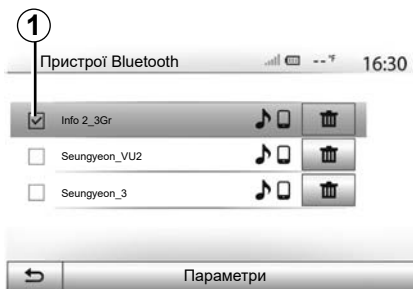 1
Пристрої Bluetooth --°F 16:30
Info 2_3Gr
Seungyeon_VU2
Seungyeon_3
Параметри